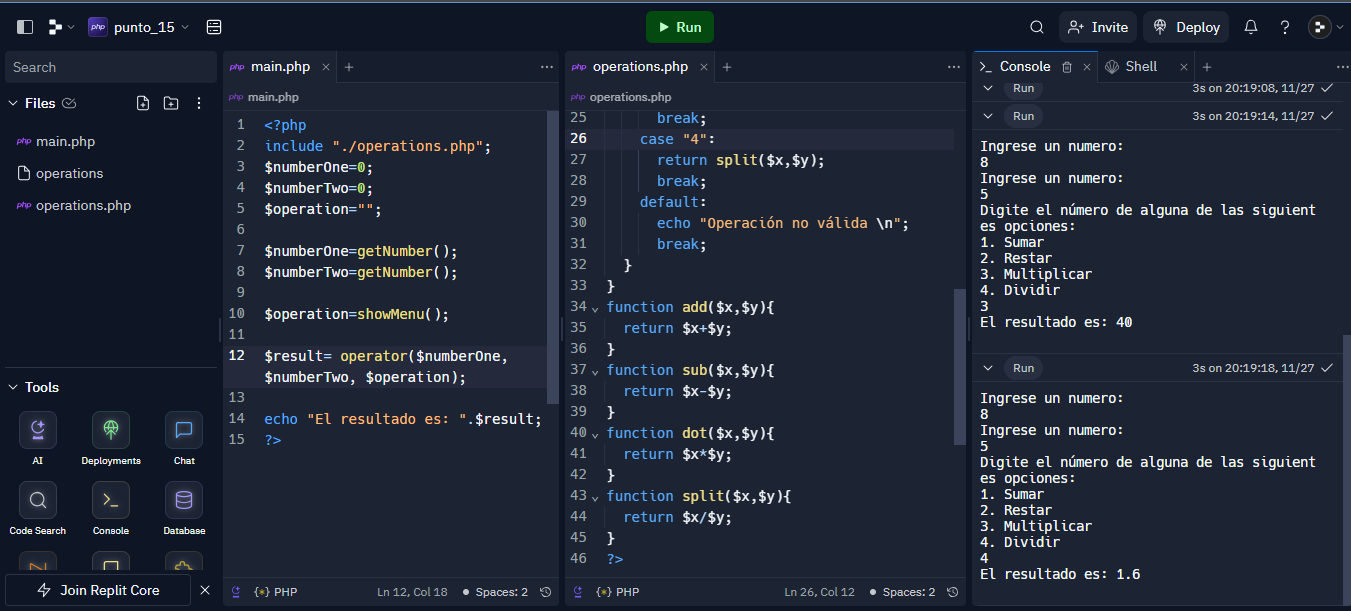 php punto_15
Run
Invite
Deploy
Search
Files
main.php
operations
operations.php
Tools
AI
Deployments
Chat
Code Search
Console
Database
Join Replit Core
php main.php
php main.php
1 <?php
2 include "./operations.php";
3 $numberOne=0;
4 $numberTwo=0;
5 $operation="";
6
7 $numberOne=getNumber();
8 $numberTwo=getNumber();
9
10 $operation=showMenu();
11
12 $result= operator($numberOne,
$numberTwo, $operation);
13
14 echo "El resultado es: ".$result;
15 ?>
PHP
Ln 12, Col 18
Spaces: 2
php operations.php
php operations.php
25 break;
26 case "4":
27 return split($x,$y);
28 break;
29 default:
30 echo "Operación no válida \n";
31 break;
32 }
33 }
34 function add($x,$y){
35 return $x+$y;
36 }
37 function sub($x,$y){
38 return $x-$y;
39 }
40 function dot($x,$y){
41 return $x*$y;
42 }
43 function split($x,$y){
44 return $x/$y;
45 }
46 ?>
PHP
Ln 26, Col 12
Spaces: 2
Console
Shell
Run 3s on 20:19:08, 11/27
Run 3s on 20:19:14, 11/27
Ingrese un numero:
8
Ingrese un numero:
5
Digite el número de alguna de las siguient
es opciones:
1. Sumar
2. Restar
3. Multiplicar
4. Dividir
3
El resultado es: 40
Run 3s on 20:19:18, 11/27
Ingrese un numero:
8
Ingrese un numero:
5
Digite el número de alguna de las siguient
es opciones:
1. Sumar
2. Restar
3. Multiplicar
4. Dividir
4
El resultado es: 1.6